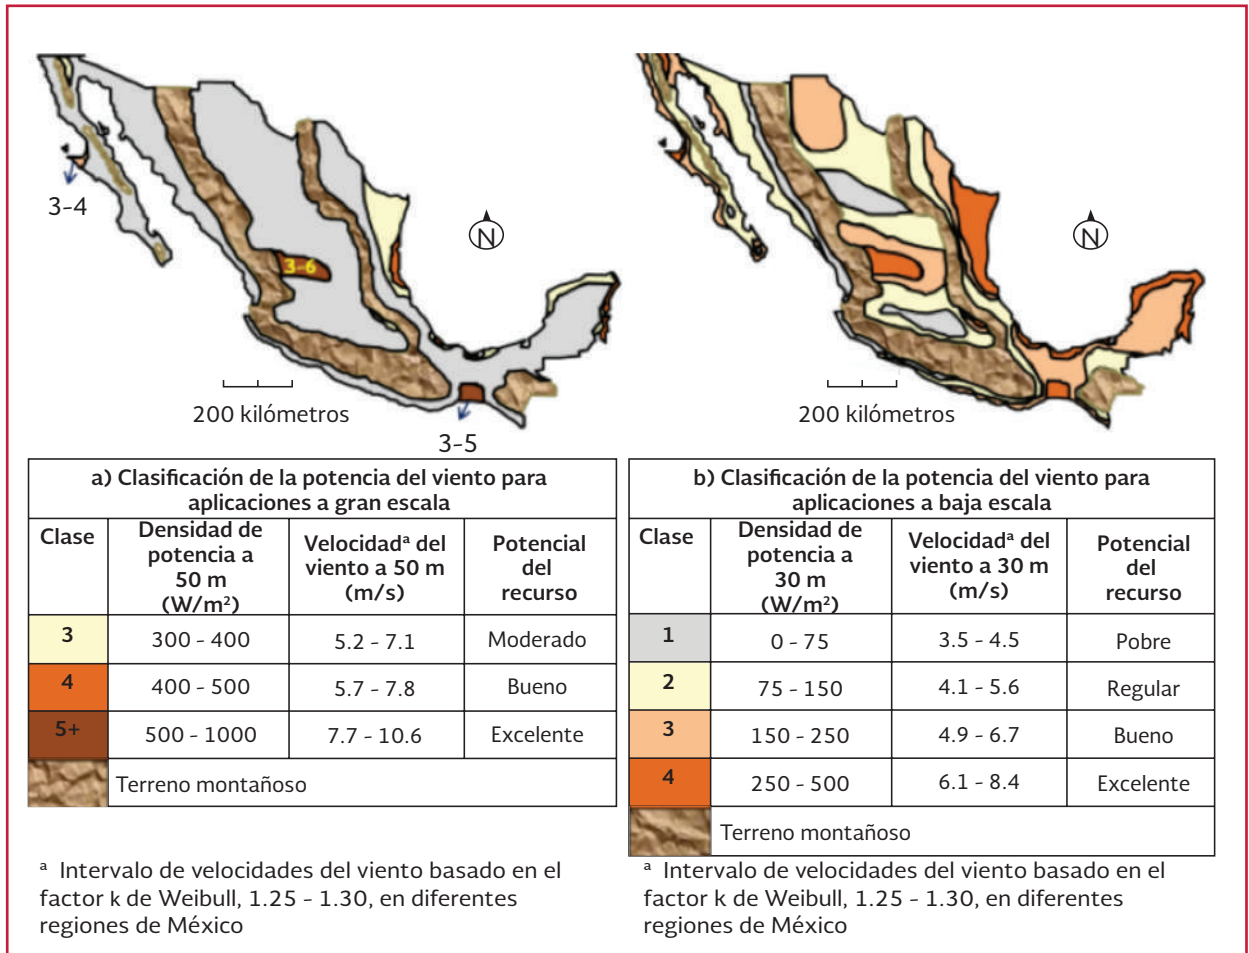 3-4
3-6
N
200 kilómetros
3-5
N
200 kilómetros
a) Clasificación de la potencia del viento para
aplicaciones a gran escala
Clase
Densidad de
potencia a
50 m
(W/m²)
Velocidadᵃ del
viento a 50 m
(m/s)
Potencial
del
recurso
3
300 - 400
5.2 - 7.1
Moderado
4
400 - 500
5.7 - 7.8
Bueno
5+
500 - 1000
7.7 - 10.6
Excelente
Terreno montañoso
ᵃ Intervalo de velocidades del viento basado en el
factor k de Weibull, 1.25 - 1.30, en diferentes
regiones de México
b) Clasificación de la potencia del viento para
aplicaciones a baja escala
Clase
Densidad de
potencia a
30 m
(W/m²)
Velocidadᵃ del
viento a 30 m
(m/s)
Potencial
del
recurso
1
0 - 75
3.5 - 4.5
Pobre
2
75 - 150
4.1 - 5.6
Regular
3
150 - 250
4.9 - 6.7
Bueno
4
250 - 500
6.1 - 8.4
Excelente
Terreno montañoso
ᵃ Intervalo de velocidades del viento basado en el
factor k de Weibull, 1.25 - 1.30, en diferentes
regiones de México